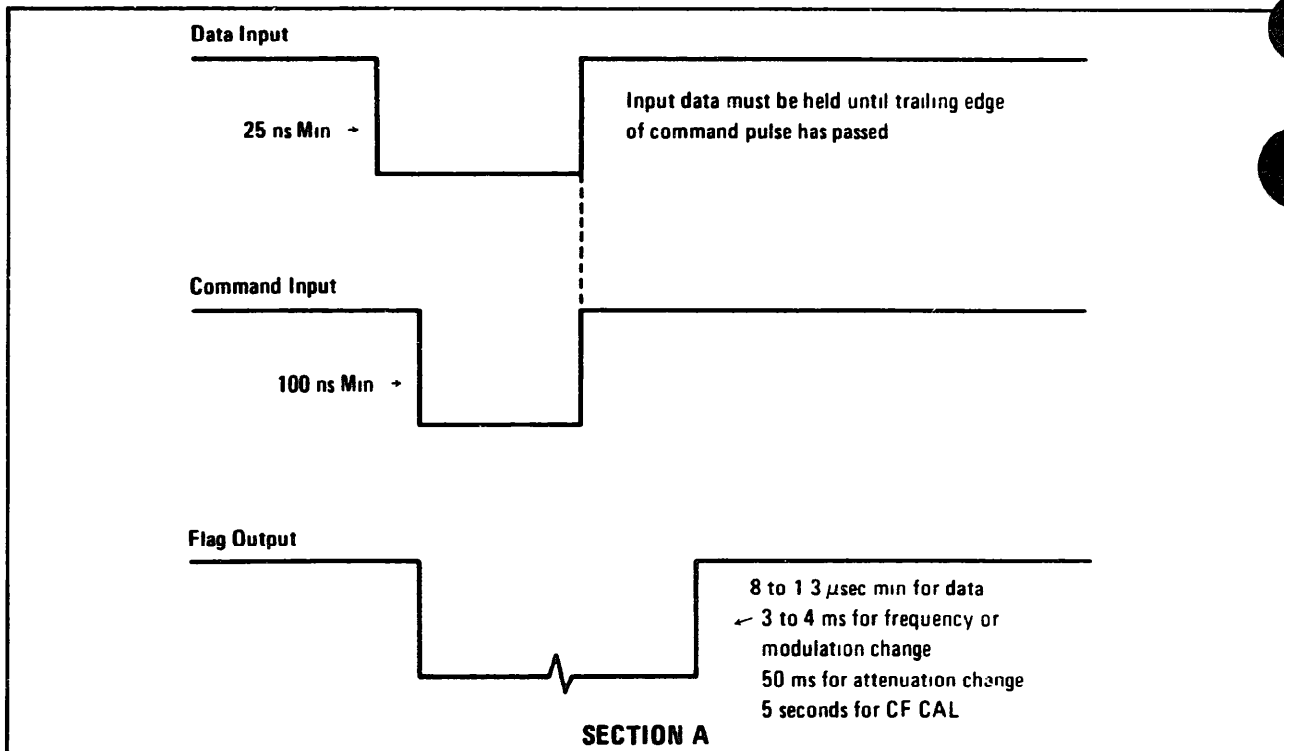 Data Input
25 ns Min →
Input data must be held until trailing edge
of command pulse has passed
Command Input
100 ns Min →
Flag Output
8 to 1 3 μsec min for data
← 3 to 4 ms for frequency or
modulation change
50 ms for attenuation change
5 seconds for CF CAL
SECTION A